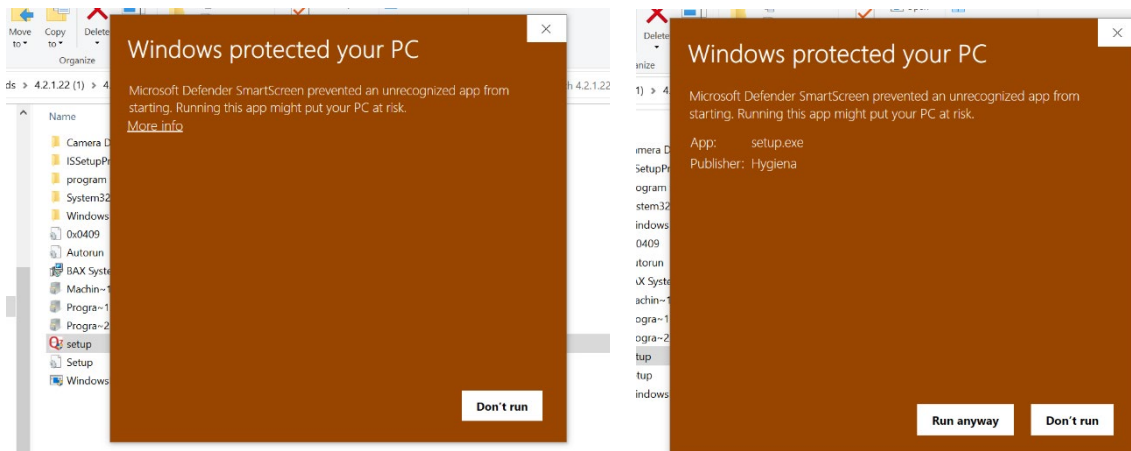 Move
to
Copy
to
Delete
Organize
4.2.1.22 (1) > 4
h 4.2.1.22
Name
Camera D
ISSetupPr
program
System32
Windows
0x0409
Autorun
BAX Syste
Machin~1
Progra~1
Progra~2
setup
Setup
Windows
Windows protected your PC
Microsoft Defender SmartScreen prevented an unrecognized app from
starting. Running this app might put your PC at risk.
More info
Don't run
Delete
anize
1) > 4.
amera D
SetupPr
ogram
stem32
indows
0409
utorun
AX Syste
achin~1
ogra~1
ogra~2
tup
tup
indows
Windows protected your PC
Microsoft Defender SmartScreen prevented an unrecognized app from
starting. Running this app might put your PC at risk.
App: setup.exe
Publisher: Hygiena
Run anyway Don't run